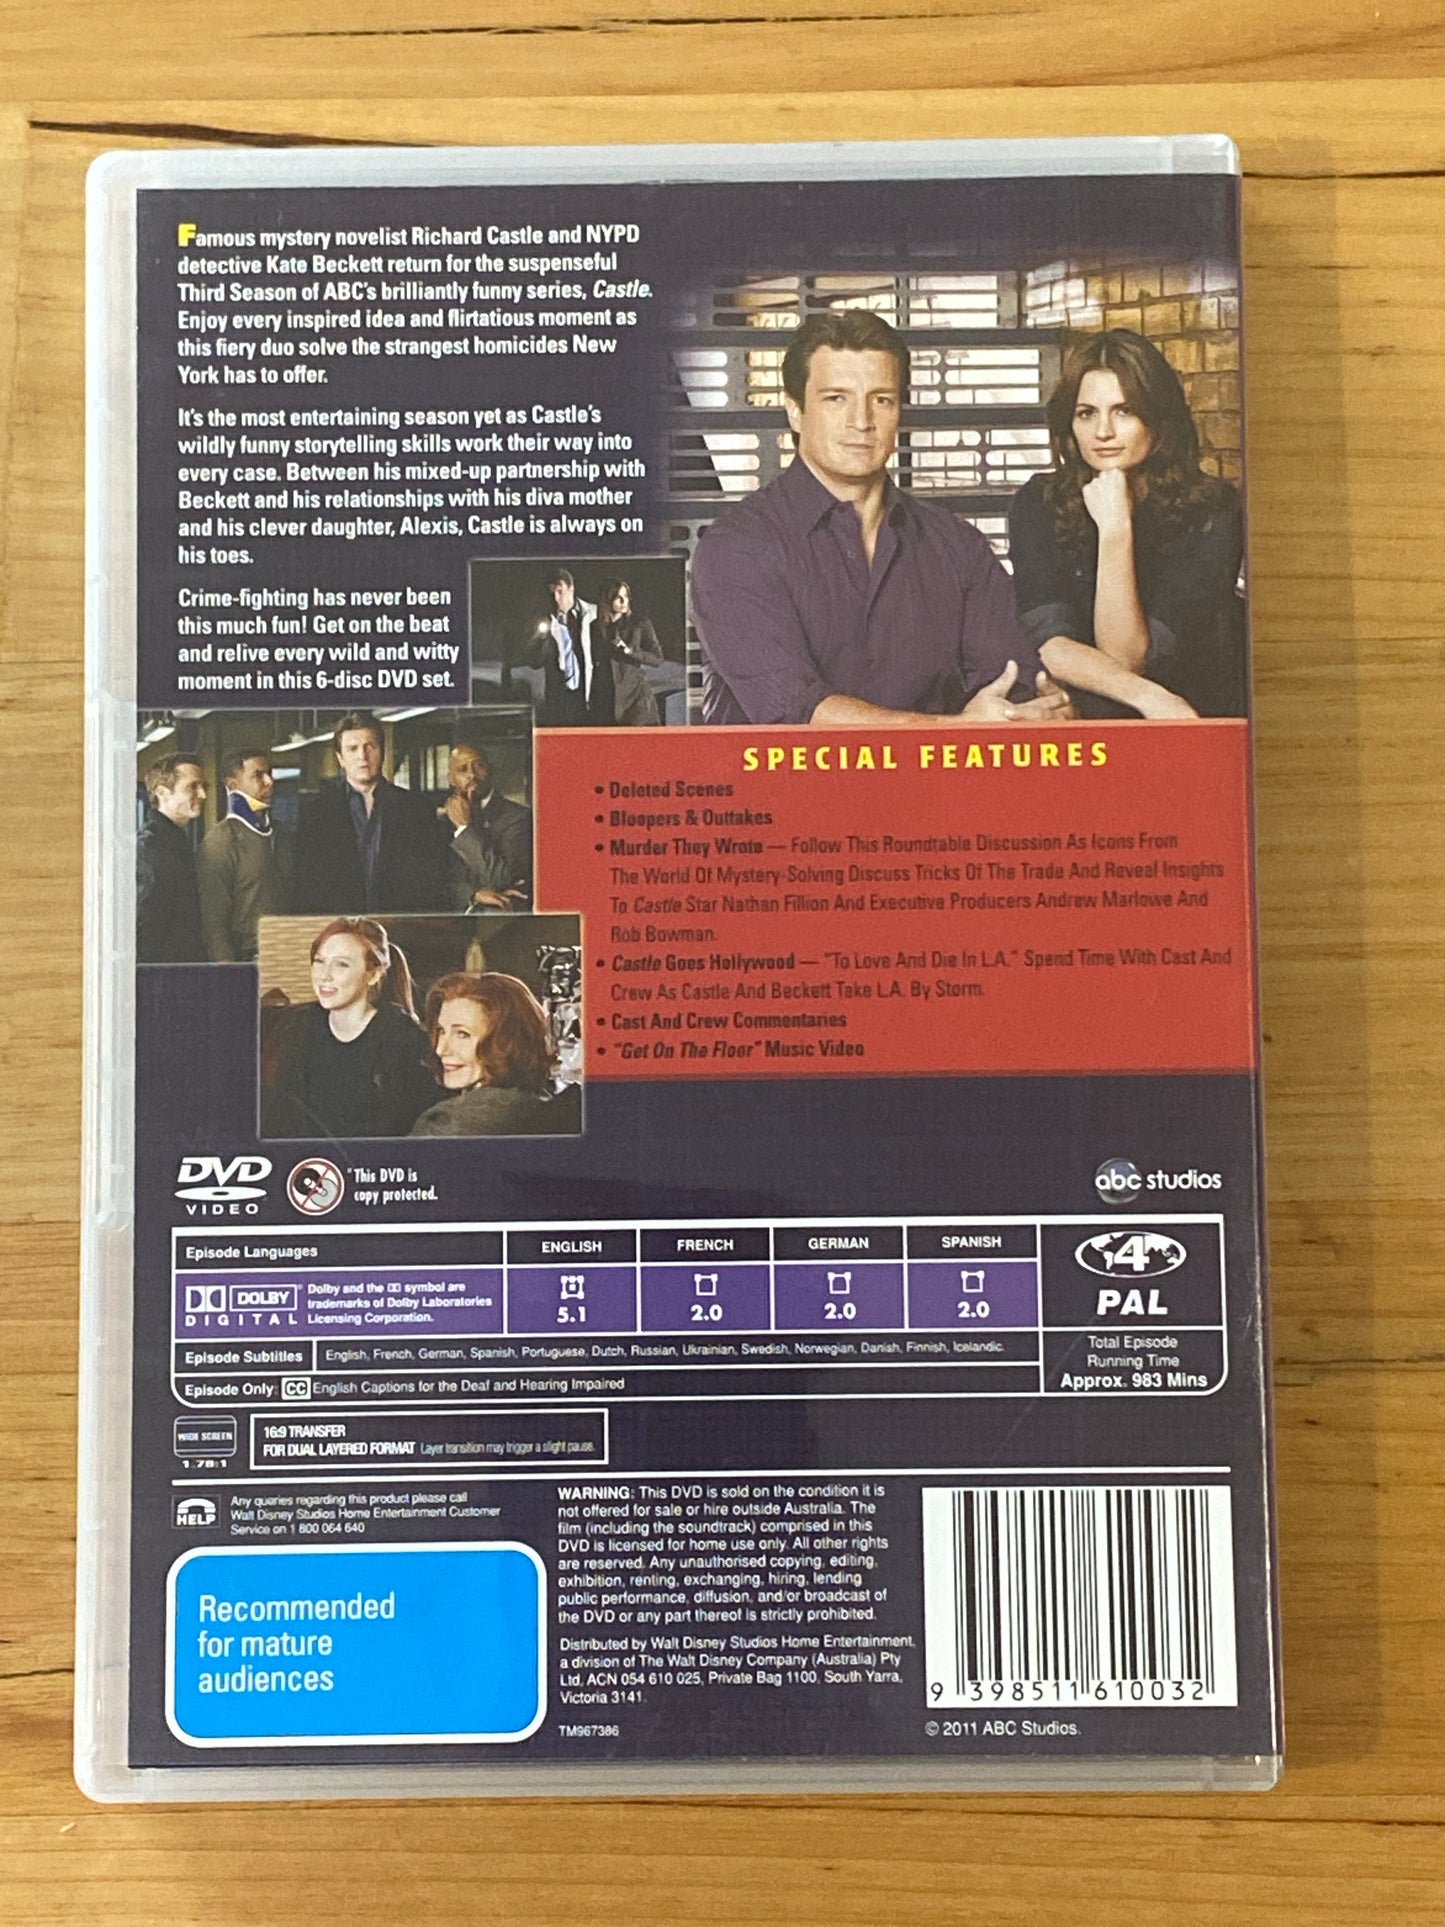 Famous mystery novelist Richard Castle and NYPD
detective Kate Beckett return for the suspenseful
Third Season of ABC's brilliantly funny series, Castle.
Enjoy every inspired idea and flirtatious moment as
this fiery duo solve the strangest homicides New
York has to offer.
It's the most entertaining season yet as Castle's
wildly funny storytelling skills work their way into
every case. Between his mixed-up partnership with
Beckett and his relationships with his diva mother
and his clever daughter, Alexis, Castle is always on
his toes.
Crime-fighting has never been
this much fun! Get on the beat
and relive every wild and witty
moment in this 6-disc DVD set.
SPECIAL FEATURES
• Deleted Scenes
• Bloopers & Outtakes
• Murder They Wrote — Follow This Roundtable Discussion As Icons From
The World Of Mystery-Solving Discuss Tricks Of The Trade And Reveal Insights
To Castle Star Nathan Fillion And Executive Producers Andrew Marlowe And
Rob Bowman.
• Castle Goes Hollywood — "To Love And Die In L.A." Spend Time With Cast And
Crew As Castle And Beckett Take L.A. By Storm.
• Cast And Crew Commentaries
• "Get On The Floor" Music Video
DVD
VIDEO
"This DVD is
copy protected.
abc studios
Episode Languages
ENGLISH
FRENCH
GERMAN
SPANISH
DOLBY
DIGITAL
Dolby and the DD symbol are
trademarks of Dolby Laboratories
Licensing Corporation.
5.1
2.0
2.0
2.0
4
PAL
Episode Subtitles
English, French, German, Spanish, Portuguese, Dutch, Russian, Ukrainian, Swedish, Norwegian, Danish, Finnish, Icelandic.
Episode Only: CC English Captions for the Deaf and Hearing Impaired
Total Episode
Running Time
Approx. 983 Mins
WIDE SCREEN
1.78:1
16:9 TRANSFER
FOR DUAL LAYERED FORMAT Layer transition may trigger a slight pause.
HELP
Any queries regarding this product please call
Walt Disney Studios Home Entertainment Customer
Service on 1 800 064 640
Recommended
for mature
audiences
WARNING: This DVD is sold on the condition it is
not offered for sale or hire outside Australia. The
film (including the soundtrack) comprised in this
DVD is licensed for home use only. All other rights
are reserved. Any unauthorised copying, editing,
exhibition, renting, exchanging, hiring, lending
public performance, diffusion, and/or broadcast of
the DVD or any part thereof is strictly prohibited.
Distributed by Walt Disney Studios Home Entertainment,
a division of The Walt Disney Company (Australia) Pty
Ltd, ACN 054 610 025, Private Bag 1100, South Yarra,
Victoria 3141.
TM967386
9 398511 610032
© 2011 ABC Studios.